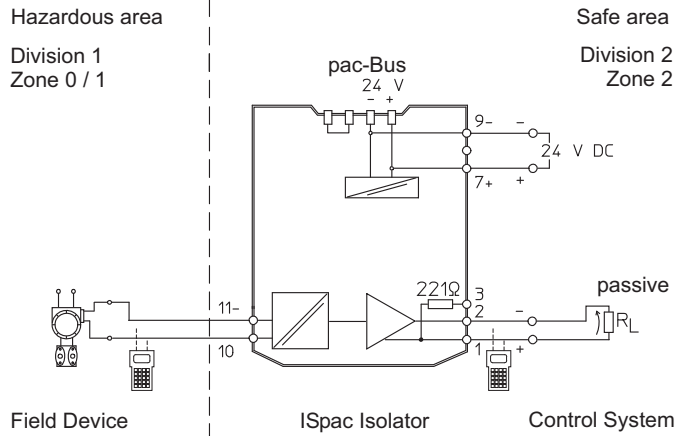 Hazardous area
Safe area
Division 1
Zone 0 / 1
Division 2
Zone 2
pac-Bus
24 V
- +
9- -
24 V DC
7+ +
221Ω
3
passive
11-
2 -
RL
10
1 +
Field Device
ISpac Isolator
Control System